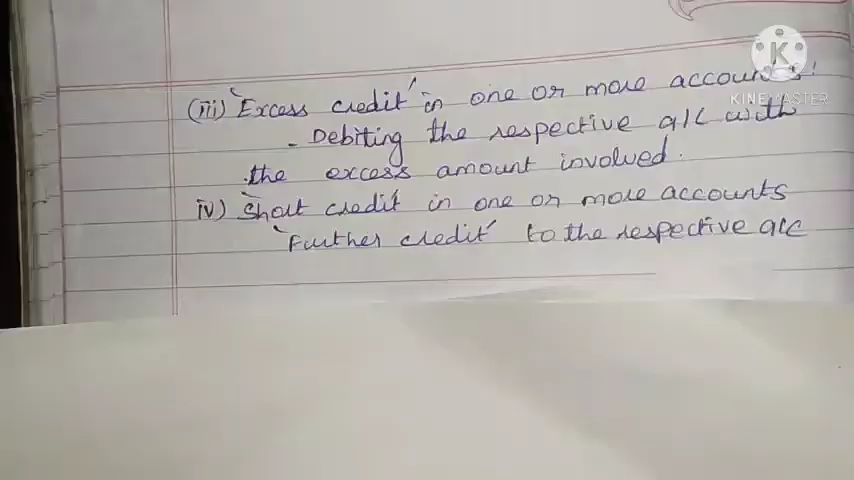 (iii) 'Excess credit' in one or more accounts:
- Debiting the respective a/c with
the excess amount involved.
iv) 'Short credit in one or more accounts
'Further credit' to the respective a/c
K
KINEMASTER